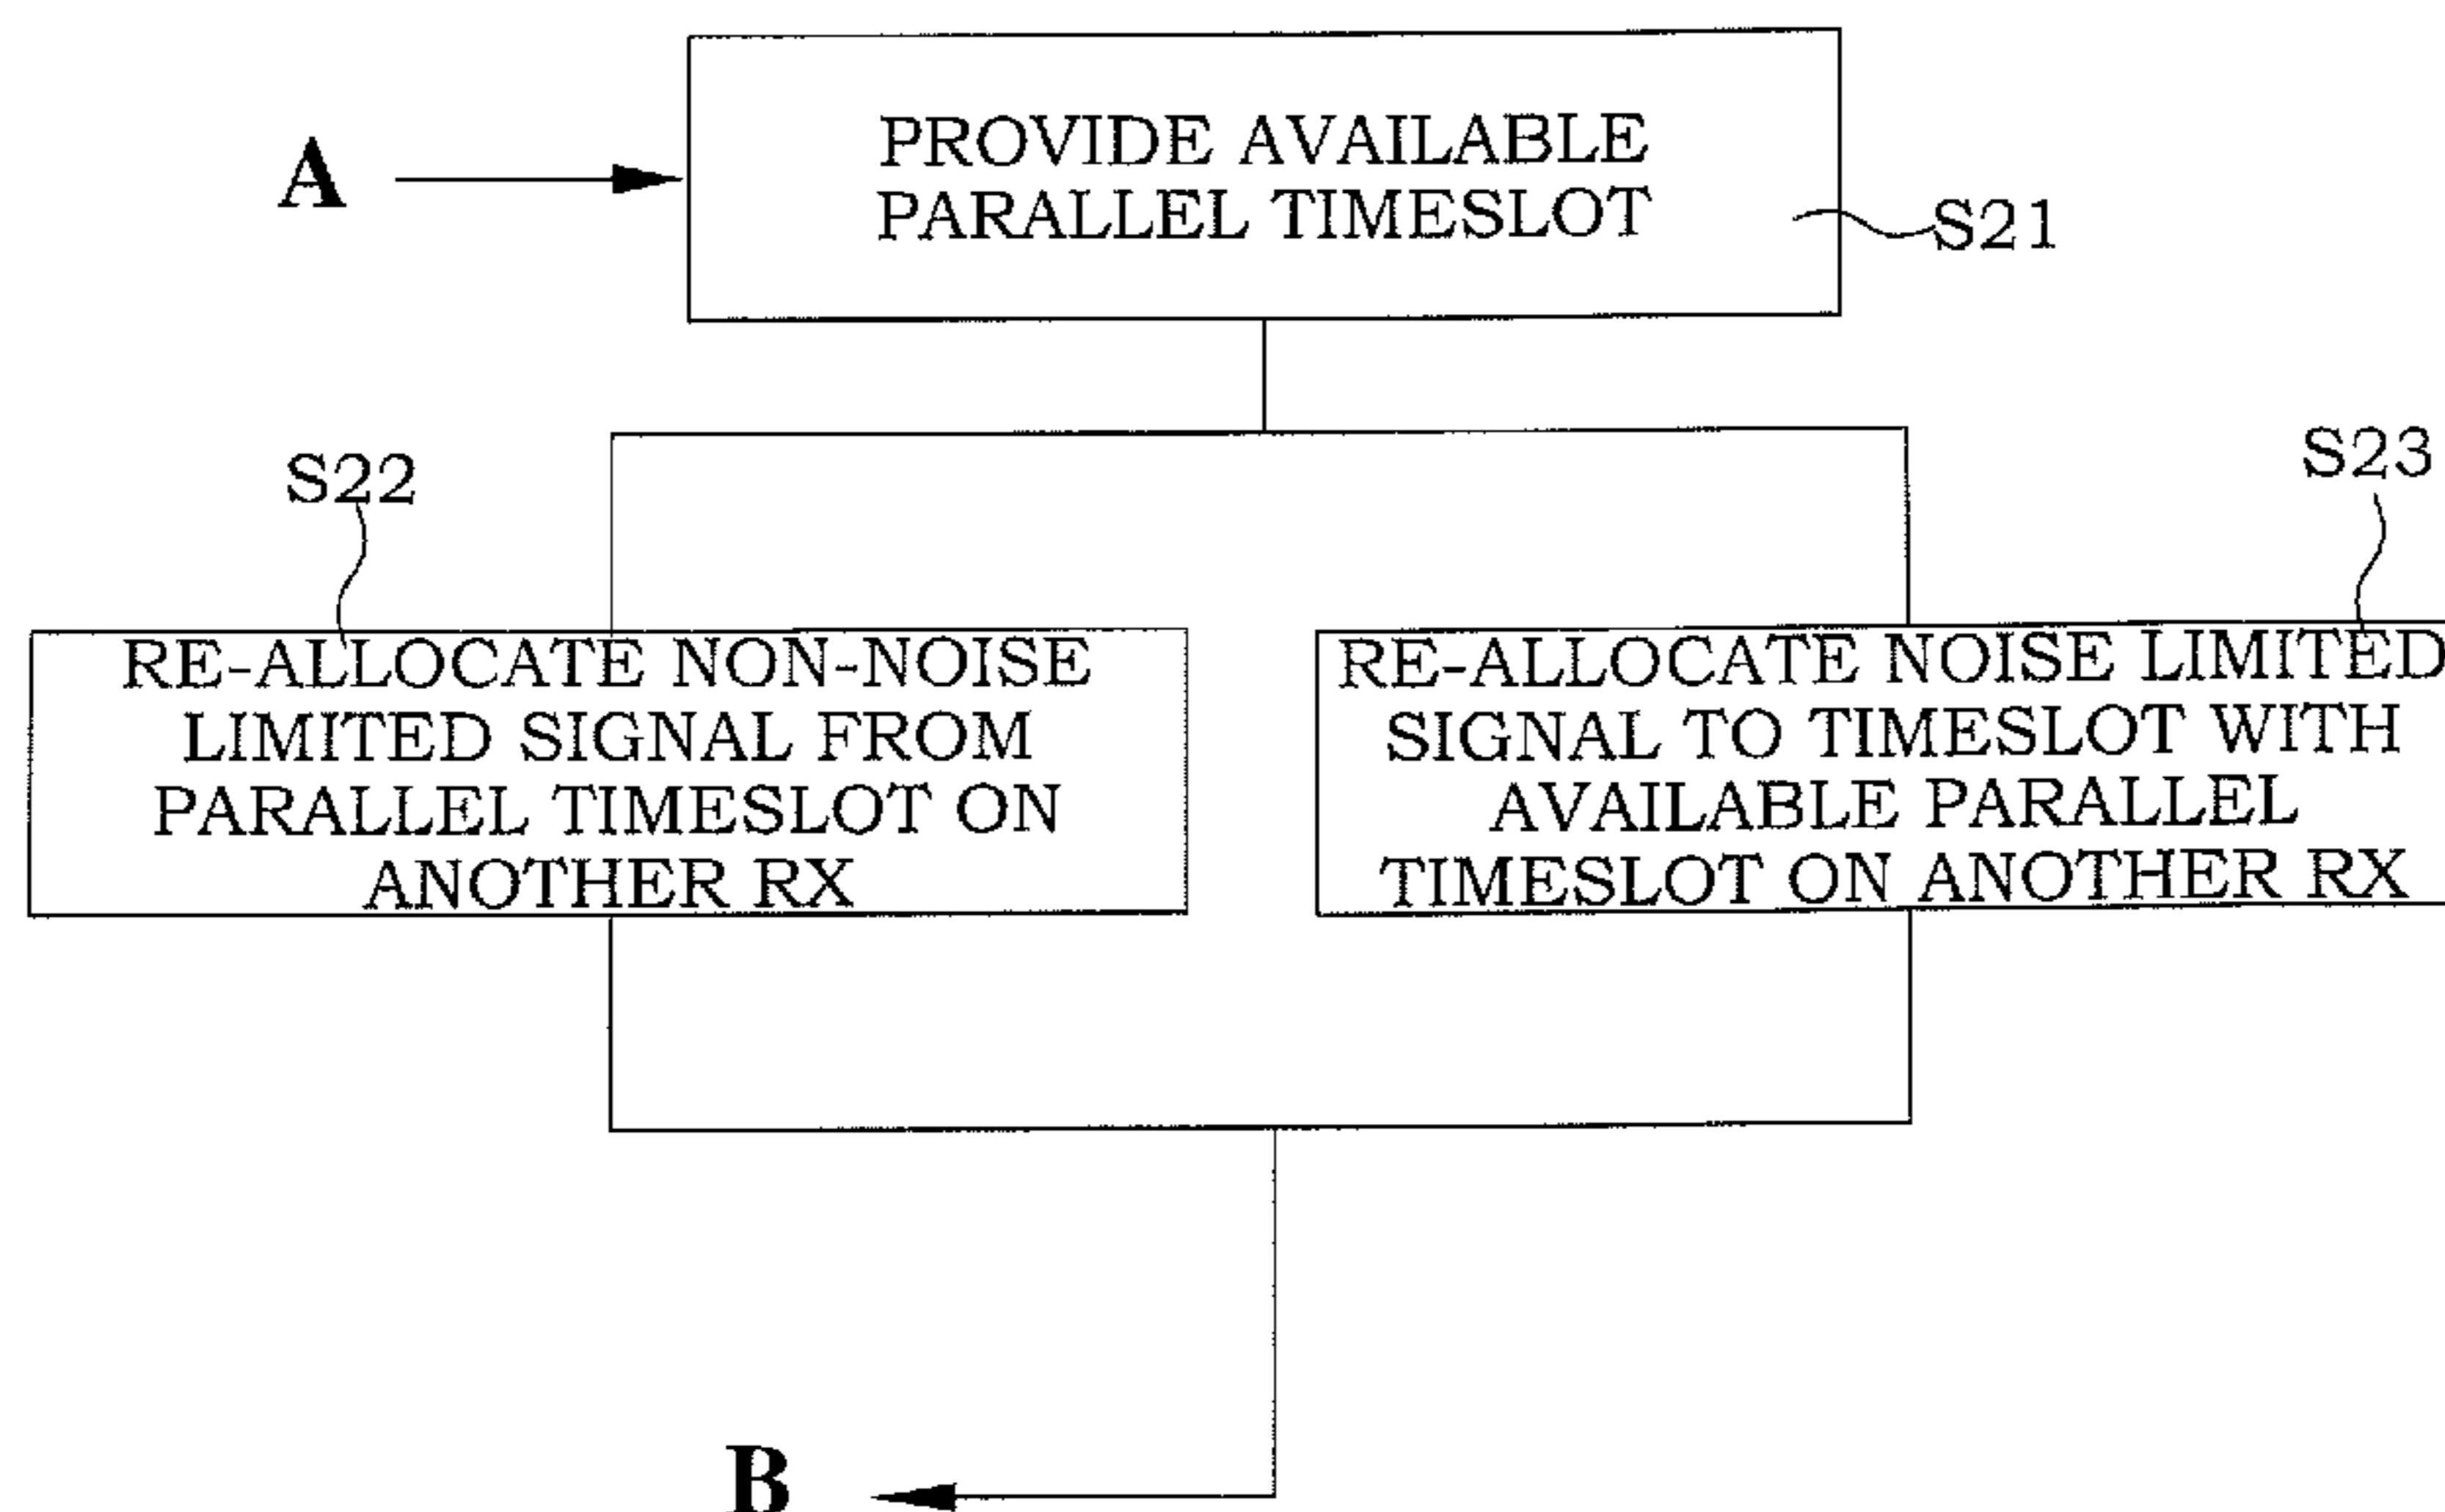 A
PROVIDE AVAILABLE
PARALLEL TIMESLOT
S21
S22
S23
RE-ALLOCATE NON-NOISE
LIMITED SIGNAL FROM
PARALLEL TIMESLOT ON
ANOTHER RX
RE-ALLOCATE NOISE LIMITED
SIGNAL TO TIMESLOT WITH
AVAILABLE PARALLEL
TIMESLOT ON ANOTHER RX
B